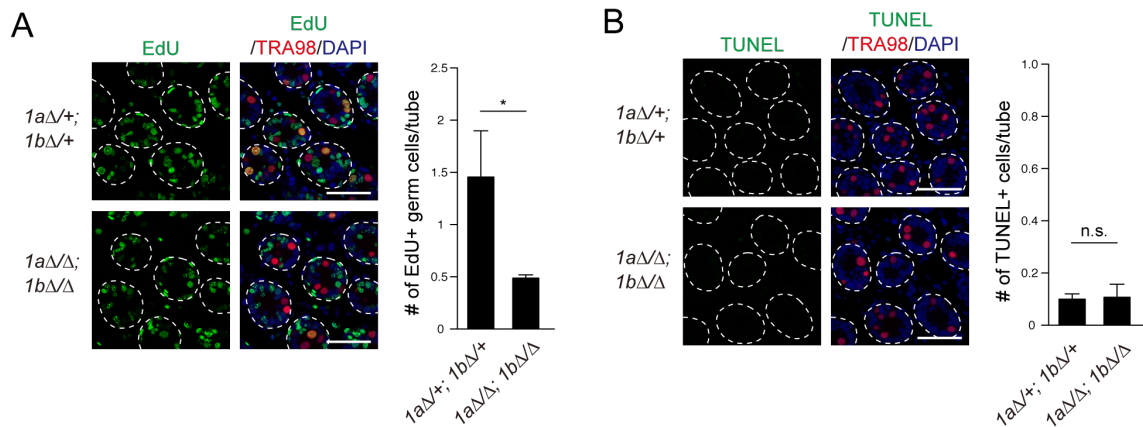 A
EdU
EdU
/TRA98/DAPI
1aΔ/+;
1bΔ/+
1aΔ/Δ;
1bΔ/Δ
# of EdU+ germ cells/tube
2.5
2
1.5
1
0.5
0
*
1aΔ/+; 1bΔ/+
1aΔ/Δ; 1bΔ/Δ
B
TUNEL
TUNEL
/TRA98/DAPI
1aΔ/+;
1bΔ/+
1aΔ/Δ;
1bΔ/Δ
# of TUNEL+ cells/tube
1.0
0.8
0.6
0.4
0.2
0
n.s.
1aΔ/+; 1bΔ/+
1aΔ/Δ; 1bΔ/Δ